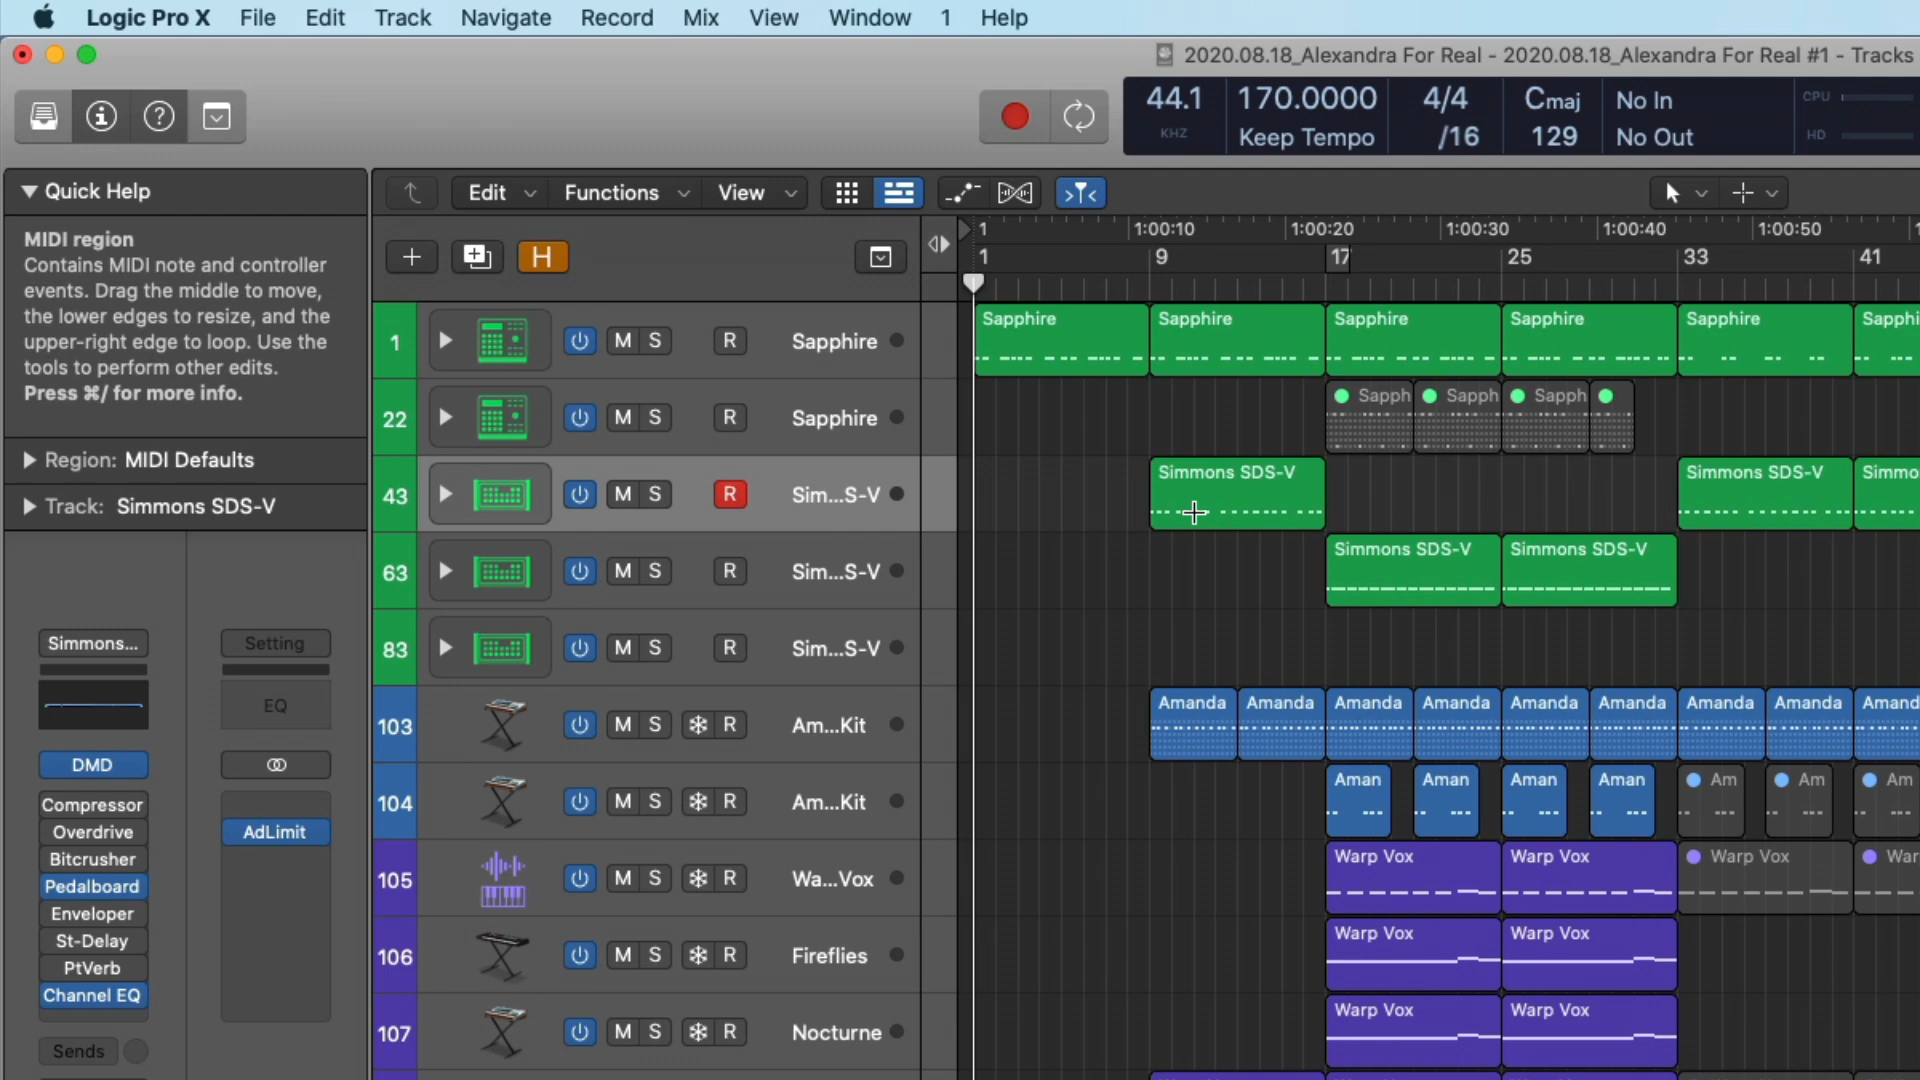 Logic Pro X File Edit Track Navigate Record Mix View Window 1 Help
2020.08.18_Alexandra For Real - 2020.08.18_Alexandra For Real #1 - Tracks
44.1 170.0000 4/4 Cmaj No In CPU
KHZ Keep Tempo /16 129 No Out HD
Quick Help
MIDI region
Contains MIDI note and controller
events. Drag the middle to move,
the lower edges to resize, and the
upper-right edge to loop. Use the
tools to perform other edits.
Press ⌘/ for more info.
Region: MIDI Defaults
Track: Simmons SDS-V
Simmons... Setting
EQ
DMD
Compressor
Overdrive AdLimit
Bitcrusher
Pedalboard
Enveloper
St-Delay
PtVerb
Channel EQ
Sends
Edit Functions View
H
1 1:00:10 1:00:20 1:00:30 1:00:40 1:00:50
1 9 17 25 33 41
1 M S R Sapphire Sapphire Sapphire Sapphire Sapphire Sapphire Sapphi
22 M S R Sapphire Sapph Sapph Sapph
43 M S R Sim...S-V Simmons SDS-V Simmons SDS-V Simmo
63 M S R Sim...S-V Simmons SDS-V Simmons SDS-V
83 M S R Sim...S-V
103 M S R Am...Kit Amanda Amanda Amanda Amanda Amanda Amanda Amanda Amanda Amand
104 M S R Am...Kit Aman Aman Aman Aman Am Am Am
105 M S R Wa...Vox Warp Vox Warp Vox Warp Vox War
106 M S R Fireflies Warp Vox Warp Vox
107 M S R Nocturne Warp Vox Warp Vox